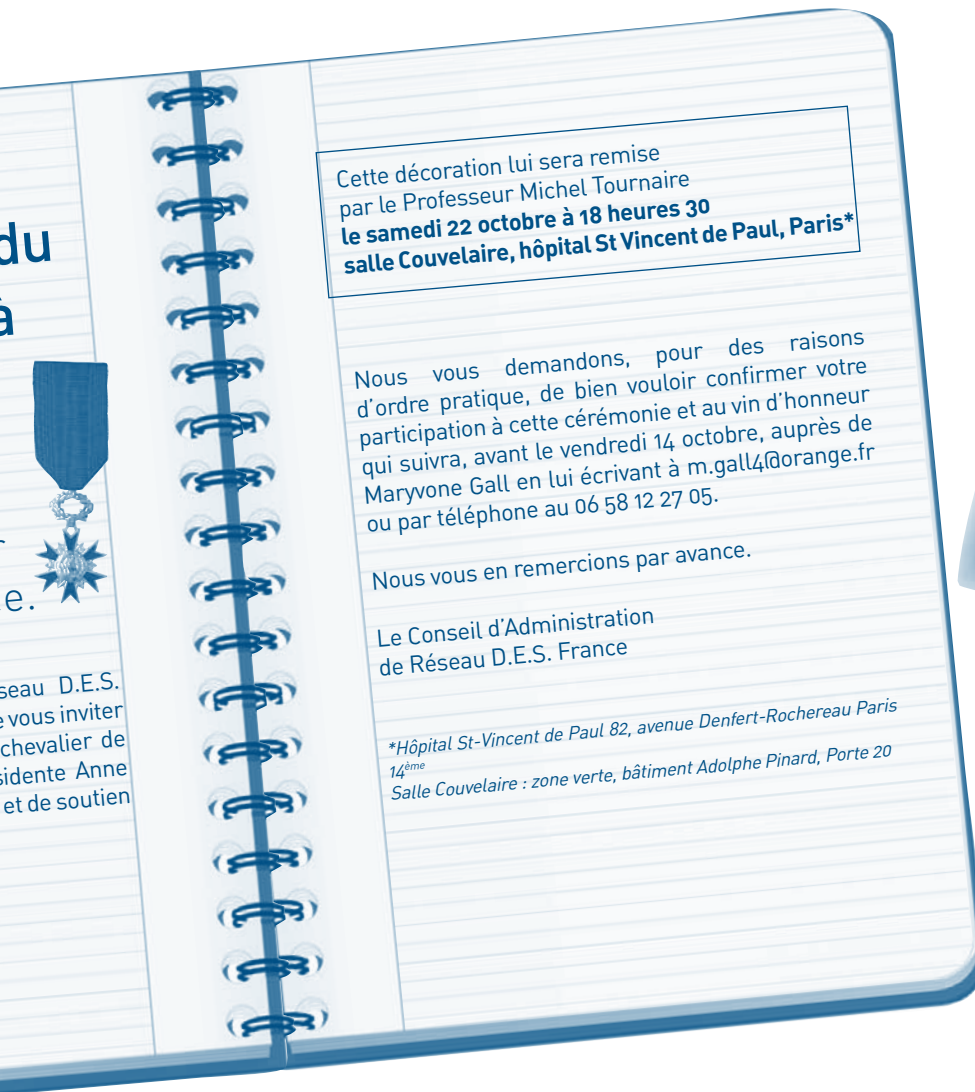 du
à
e.
seau D.E.S.
vous inviter
chevalier de
sidente Anne
et de soutien
Cette décoration lui sera remise
par le Professeur Michel Tournaire
le samedi 22 octobre à 18 heures 30
salle Couvelaire, hôpital St Vincent de Paul, Paris*
Nous vous demandons, pour des raisons
d'ordre pratique, de bien vouloir confirmer votre
participation à cette cérémonie et au vin d'honneur
qui suivra, avant le vendredi 14 octobre, auprès de
Maryvone Gall en lui écrivant à m.gall4@orange.fr
ou par téléphone au 06 58 12 27 05.
Nous vous en remercions par avance.
Le Conseil d'Administration
de Réseau D.E.S. France
*Hôpital St-Vincent de Paul 82, avenue Denfert-Rochereau Paris
14ème
Salle Couvelaire : zone verte, bâtiment Adolphe Pinard, Porte 20